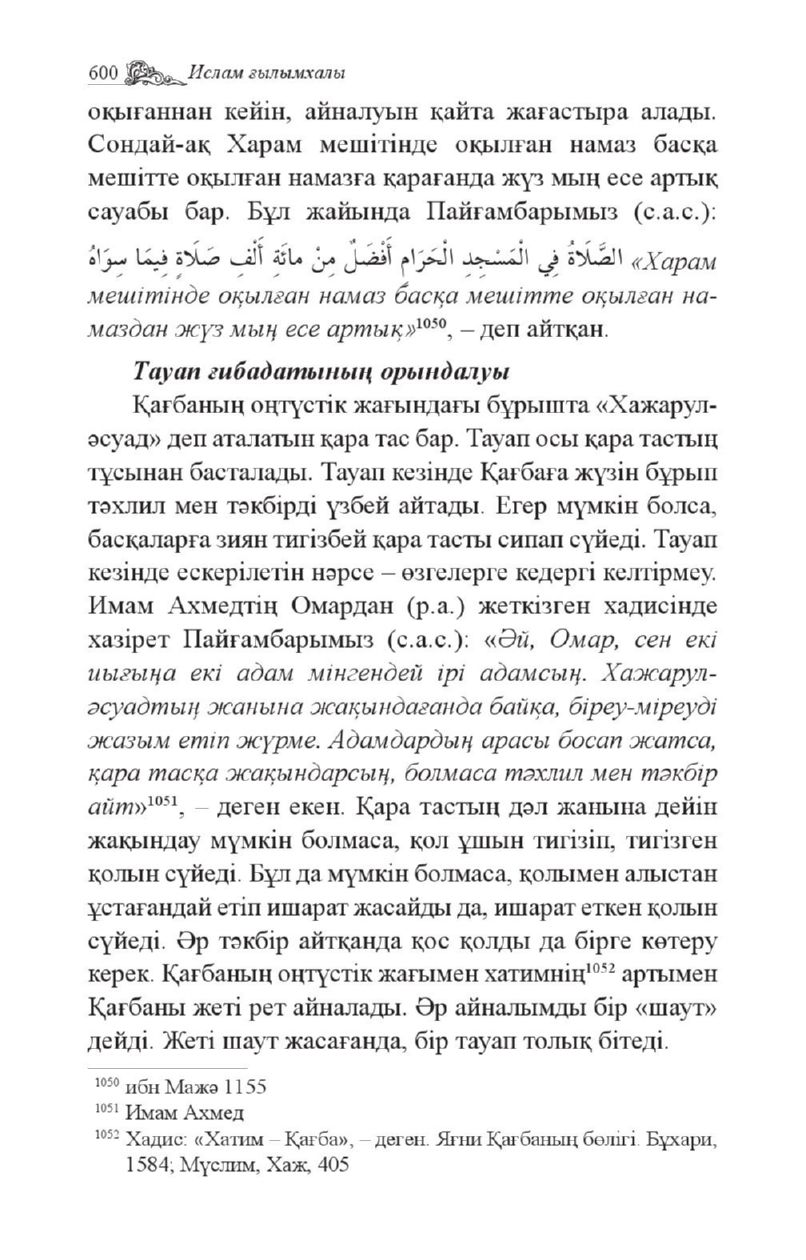 600 Ислам ғылымхалы
оқығаннан кейін, айналуын қайта жағастыра алады.
Сондай-ақ Харам мешітінде оқылған намаз басқа
мешітте оқылған намазға қарағанда жүз мың есе артық
сауабы бар. Бұл жайында Пайғамбарымыз (с.а.с.):
الصَّلَاةُ فِي الْمَسْجِدِ الْحَرَامِ أَفْضَلُ مِنْ مائَةِ أَلْفِ صَلَاةٍ فِيمَا سِوَاهُ «Харам
мешітінде оқылған намаз басқа мешітте оқылған на-
маздан жүз мың есе артық»1050, – деп айтқан.
Тауап ғибадатының орындалуы
Қағбаның оңтүстік жағындағы бұрышта «Хажарул-
әсуад» деп аталатын қара тас бар. Тауап осы қара тастың
тұсынан басталады. Тауап кезінде Қағбаға жүзін бұрып
тәхлил мен тәкбірді үзбей айтады. Егер мүмкін болса,
басқаларға зиян тигізбей қара тасты сипап сүйеді. Тауап
кезінде ескерілетін нәрсе – өзгелерге кедергі келтірмеу.
Имам Ахмедтің Омардан (р.а.) жеткізген хадисінде
хазірет Пайғамбарымыз (с.а.с.): «Әй, Омар, сен екі
иығыңа екі адам мінгендей ірі адамсың. Хажарул-
әсуадтың жанына жақындағанда байқа, біреу-міреуді
жазым етіп жүрме. Адамдардың арасы босап жатса,
қара тасқа жақындарсың, болмаса тәхлил мен тәкбір
айт»1051, – деген екен. Қара тастың дәл жанына дейін
жақындау мүмкін болмаса, қол ұшын тигізіп, тигізген
қолын сүйеді. Бұл да мүмкін болмаса, қолымен алыстан
ұстағандай етіп ишарат жасайды да, ишарат еткен қолын
сүйеді. Әр тәкбір айтқанда қос қолды да бірге көтеру
керек. Қағбаның оңтүстік жағымен хатимнің1052 артымен
Қағбаны жеті рет айналады. Әр айналымды бір «шаут»
дейді. Жеті шаут жасағанда, бір тауап толық бітеді.
1050 ибн Мажә 1155
1051 Имам Ахмед
1052 Хадис: «Хатим – Қағба», – деген. Яғни Қағбаның бөлігі. Бұхари,
1584; Мүслим, Хаж, 405